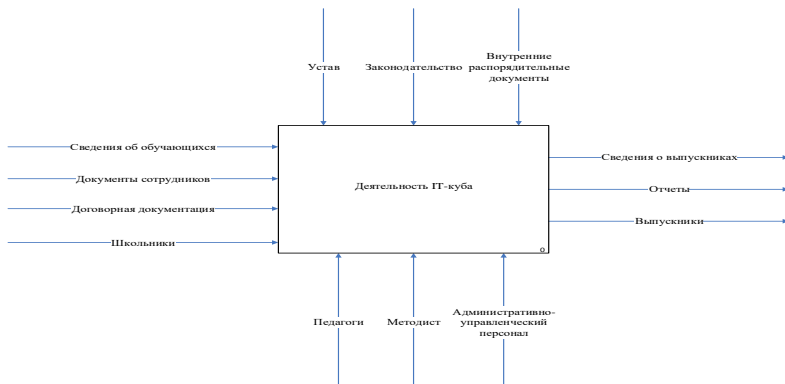 Устав
Законодательство
Внутренние
распорядительные
документы
Сведения об обучающихся
Документы сотрудников
Договорная документация
Школьники
Деятельность IT-куба
0
Сведения о выпускниках
Отчеты
Выпускники
Педагоги
Методист
Административно-
управленческий
персонал